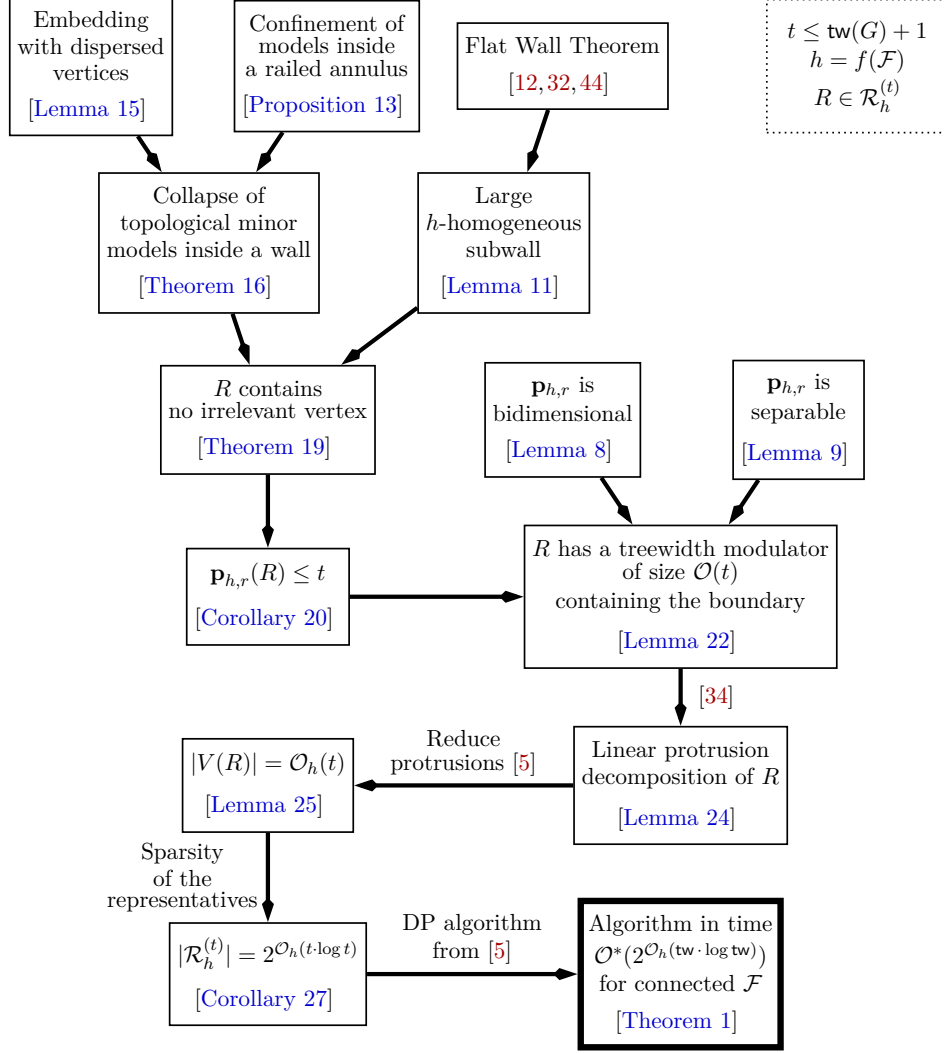 Embedding
with dispersed
vertices
[Lemma 15]
Confinement of
models inside
a railed annulus
[Proposition 13]
Flat Wall Theorem
[12, 32, 44]
t ≤ tw(G) + 1
h = f(ℱ)
R ∈ ℛ_h^{(t)}
Collapse of
topological minor
models inside a wall
[Theorem 16]
Large
h-homogeneous
subwall
[Lemma 11]
R contains
no irrelevant vertex
[Theorem 19]
p_{h,r} is
bidimensional
[Lemma 8]
p_{h,r} is
separable
[Lemma 9]
p_{h,r}(R) ≤ t
[Corollary 20]
R has a treewidth modulator
of size 𝒪(t)
containing the boundary
[Lemma 22]
[34]
Linear protrusion
decomposition of R
[Lemma 24]
Reduce
protrusions [5]
|V(R)| = 𝒪_h(t)
[Lemma 25]
Sparsity
of the
representatives
|ℛ_h^{(t)}| = 2^{𝒪_h(t·log t)}
[Corollary 27]
DP algorithm
from [5]
Algorithm in time
𝒪*(2^{𝒪_h(tw·log tw)})
for connected ℱ
[Theorem 1]